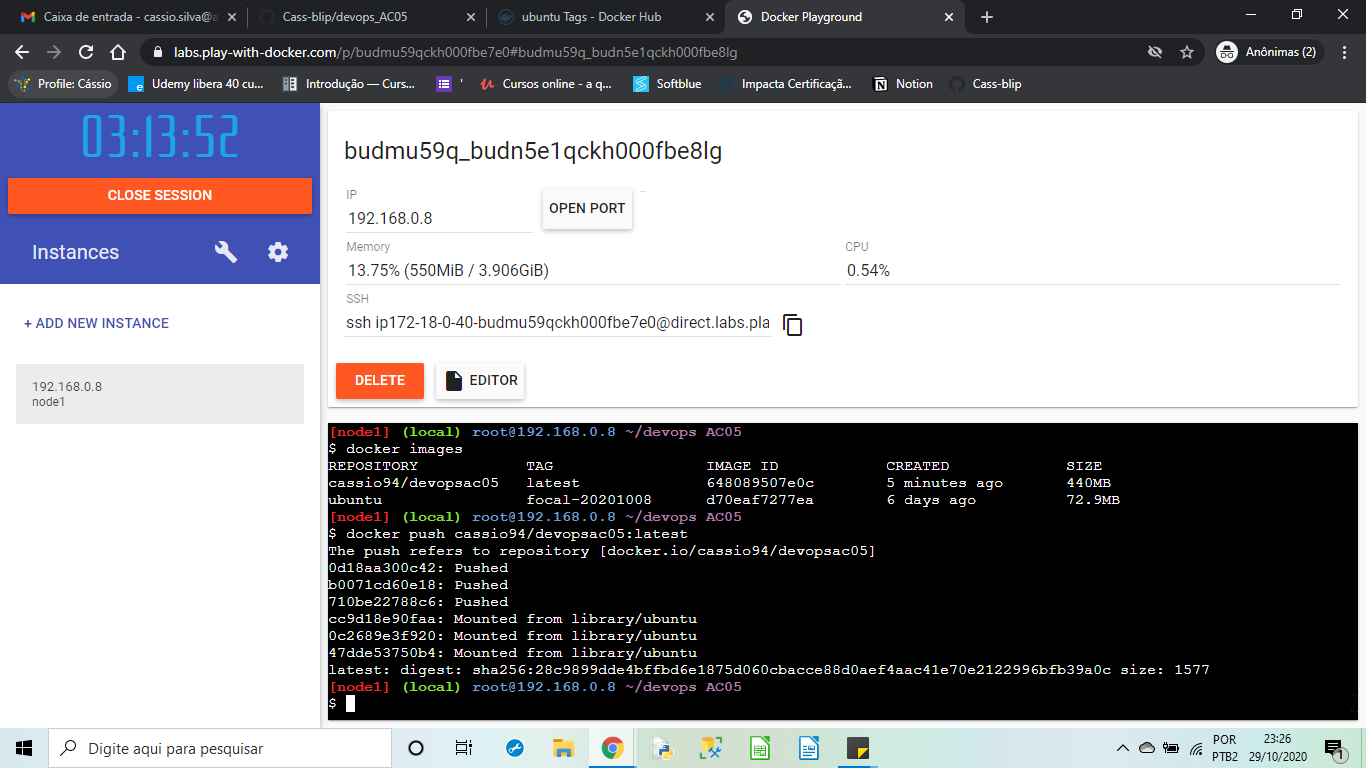 Caixa de entrada - cassio.silva@a
Cass-blip/devops_AC05
ubuntu Tags - Docker Hub
Docker Playground
labs.play-with-docker.com/p/budmu59qckh000fbe7e0#budmu59q_budn5e1qckh000fbe8lg
Anônimas (2)
Profile: Cássio
Udemy libera 40 cu...
Introdução — Curs...
'
Cursos online - a q...
Softblue
Impacta Certificaçã...
Notion
Cass-blip
03:13:52
CLOSE SESSION
Instances
+ ADD NEW INSTANCE
192.168.0.8
node1
budmu59q_budn5e1qckh000fbe8lg
IP
192.168.0.8
OPEN PORT
Memory
13.75% (550MiB / 3.906GiB)
CPU
0.54%
SSH
ssh ip172-18-0-40-budmu59qckh000fbe7e0@direct.labs.pla
DELETE
EDITOR
[node1] (local) root@192.168.0.8 ~/devops AC05
$ docker images
REPOSITORY TAG IMAGE ID CREATED SIZE
cassio94/devopsac05 latest 648089507e0c 5 minutes ago 440MB
ubuntu focal-20201008 d70eaf7277ea 6 days ago 72.9MB
[node1] (local) root@192.168.0.8 ~/devops AC05
$ docker push cassio94/devopsac05:latest
The push refers to repository [docker.io/cassio94/devopsac05]
0d18aa300c42: Pushed
b0071cd60e18: Pushed
710be22788c6: Pushed
cc9d18e90faa: Mounted from library/ubuntu
0c2689e3f920: Mounted from library/ubuntu
47dde53750b4: Mounted from library/ubuntu
latest: digest: sha256:28c9899dde4bffbd6e1875d060cbacce88d0aef4aac41e70e2122996bfb39a0c size: 1577
[node1] (local) root@192.168.0.8 ~/devops AC05
$
Digite aqui para pesquisar
POR
PTB2
23:26
29/10/2020
1